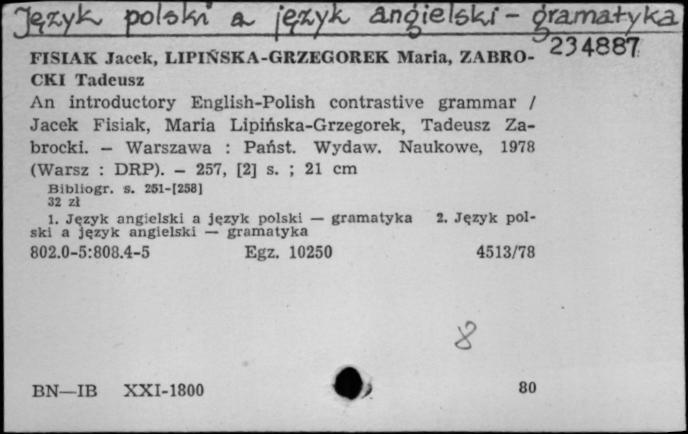 Język polski a język angielski - gramatyka
234887
FISIAK Jacek, LIPIŃSKA-GRZEGOREK Maria, ZABRO-
CKI Tadeusz
An introductory English-Polish contrastive grammar /
Jacek Fisiak, Maria Lipińska-Grzegorek, Tadeusz Za-
brocki. — Warszawa : Państ. Wydaw. Naukowe, 1978
(Warsz : DRP). — 257, [2] s. ; 21 cm
Bibliogr. s. 251-[258]
32 zł
1. Język angielski a język polski — gramatyka 2. Język pol-
ski a język angielski — gramatyka
802.0-5:808.4-5 Egz. 10250 4513/78
8
BN—IB XXI-1800 80